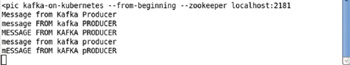 <pic kafka-on-kubernetes --from-beginning --zookeeper localhost:2181
Message from Kafka Producer
message FROM kafka PRODUCER
MESSAGE FROM KAFKA PRODUCER
message from kafka producer
mESSAGE FROM kAFKA pRODUCER